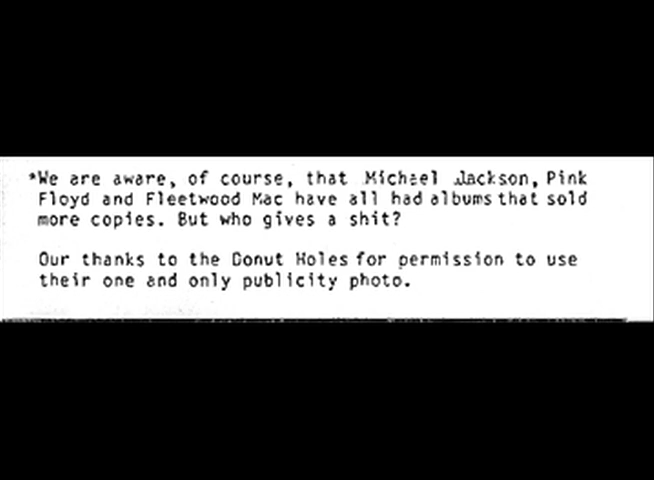 *We are aware, of course, that Michael Jackson, Pink
Floyd and Fleetwood Mac have all had albums that sold
more copies. But who gives a shit?
Our thanks to the Donut Holes for permission to use
their one and only publicity photo.